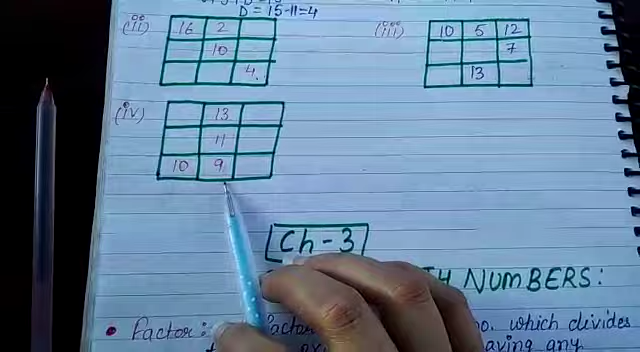 D = 15-11=4
(ii) 16 2
10
4.
(iii) 10 5 12
7
13
(iv) 13
11
10 9
Ch-3
NUMBERS:
• Factor: which divides